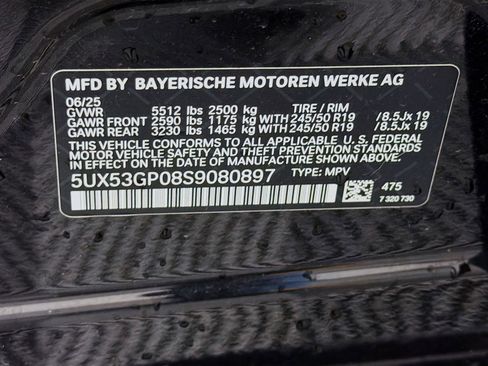 MFD BY BAYERISCHE MOTOREN WERKE AG
06/25
GVWR 5512 lbs 2500 kg TIRE / RIM
GAWR FRONT 2590 lbs 1175 kg WITH 245/50 R19 /8.5Jx 19
GAWR REAR 3230 lbs 1465 kg WITH 245/50 R19 /8.5Jx 19
THIS VEHICLE CONFORMS TO ALL APPLICABLE U.S. FEDERAL
MOTOR VEHICLE SAFETY AND THEFT PREVENTION STANDARDS
IN EFFECT ON THE DATE OF MANUFACTURE SHOWN ABOVE.
5UX53GP08S9080897 TYPE: MPV
475
7 320 730